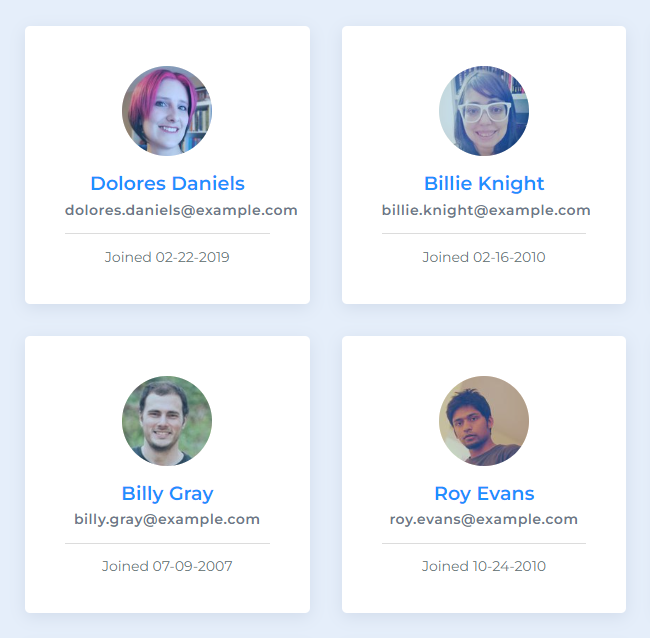 Dolores Daniels
dolores.daniels@example.com
Joined 02-22-2019
Billie Knight
billie.knight@example.com
Joined 02-16-2010
Billy Gray
billy.gray@example.com
Joined 07-09-2007
Roy Evans
roy.evans@example.com
Joined 10-24-2010